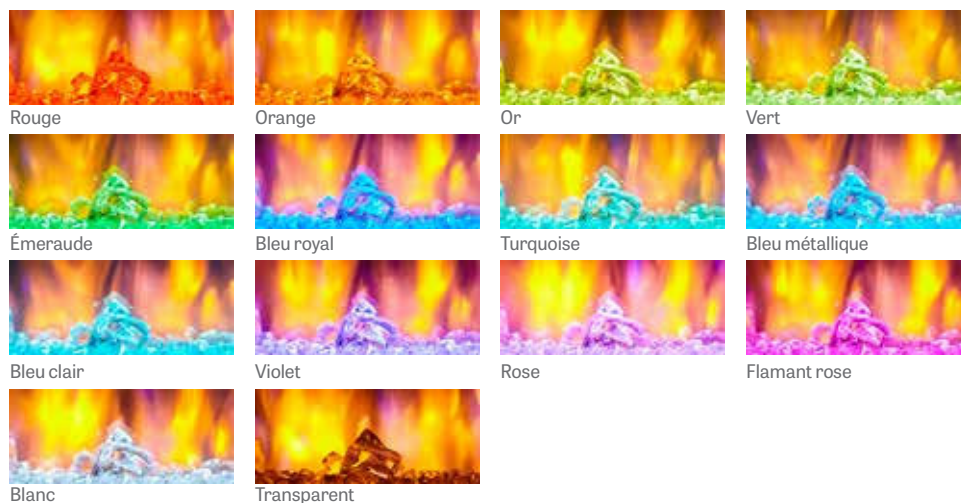 Rouge
Orange
Or
Vert
Émeraude
Bleu royal
Turquoise
Bleu métallique
Bleu clair
Violet
Rose
Flamant rose
Blanc
Transparent